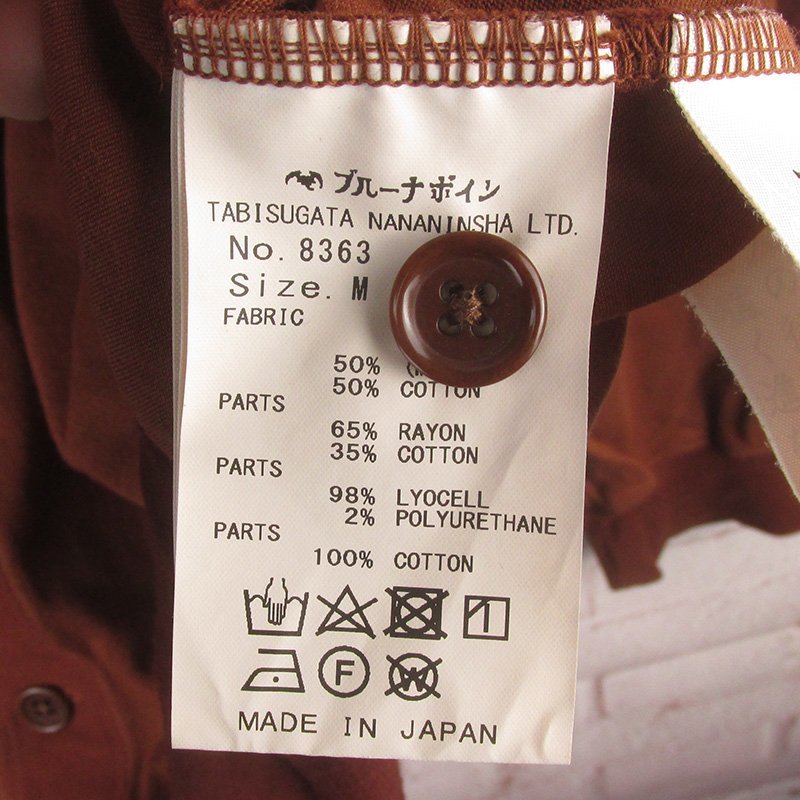 ブルーナボイン
TABISUGATA NANANINSHA LTD.
No. 8363
Size. M
FABRIC
50%
50% COTTON
PARTS
65% RAYON
35% COTTON
PARTS
98% LYOCELL
2% POLYURETHANE
PARTS
100% COTTON
1
F
W
MADE IN JAPAN